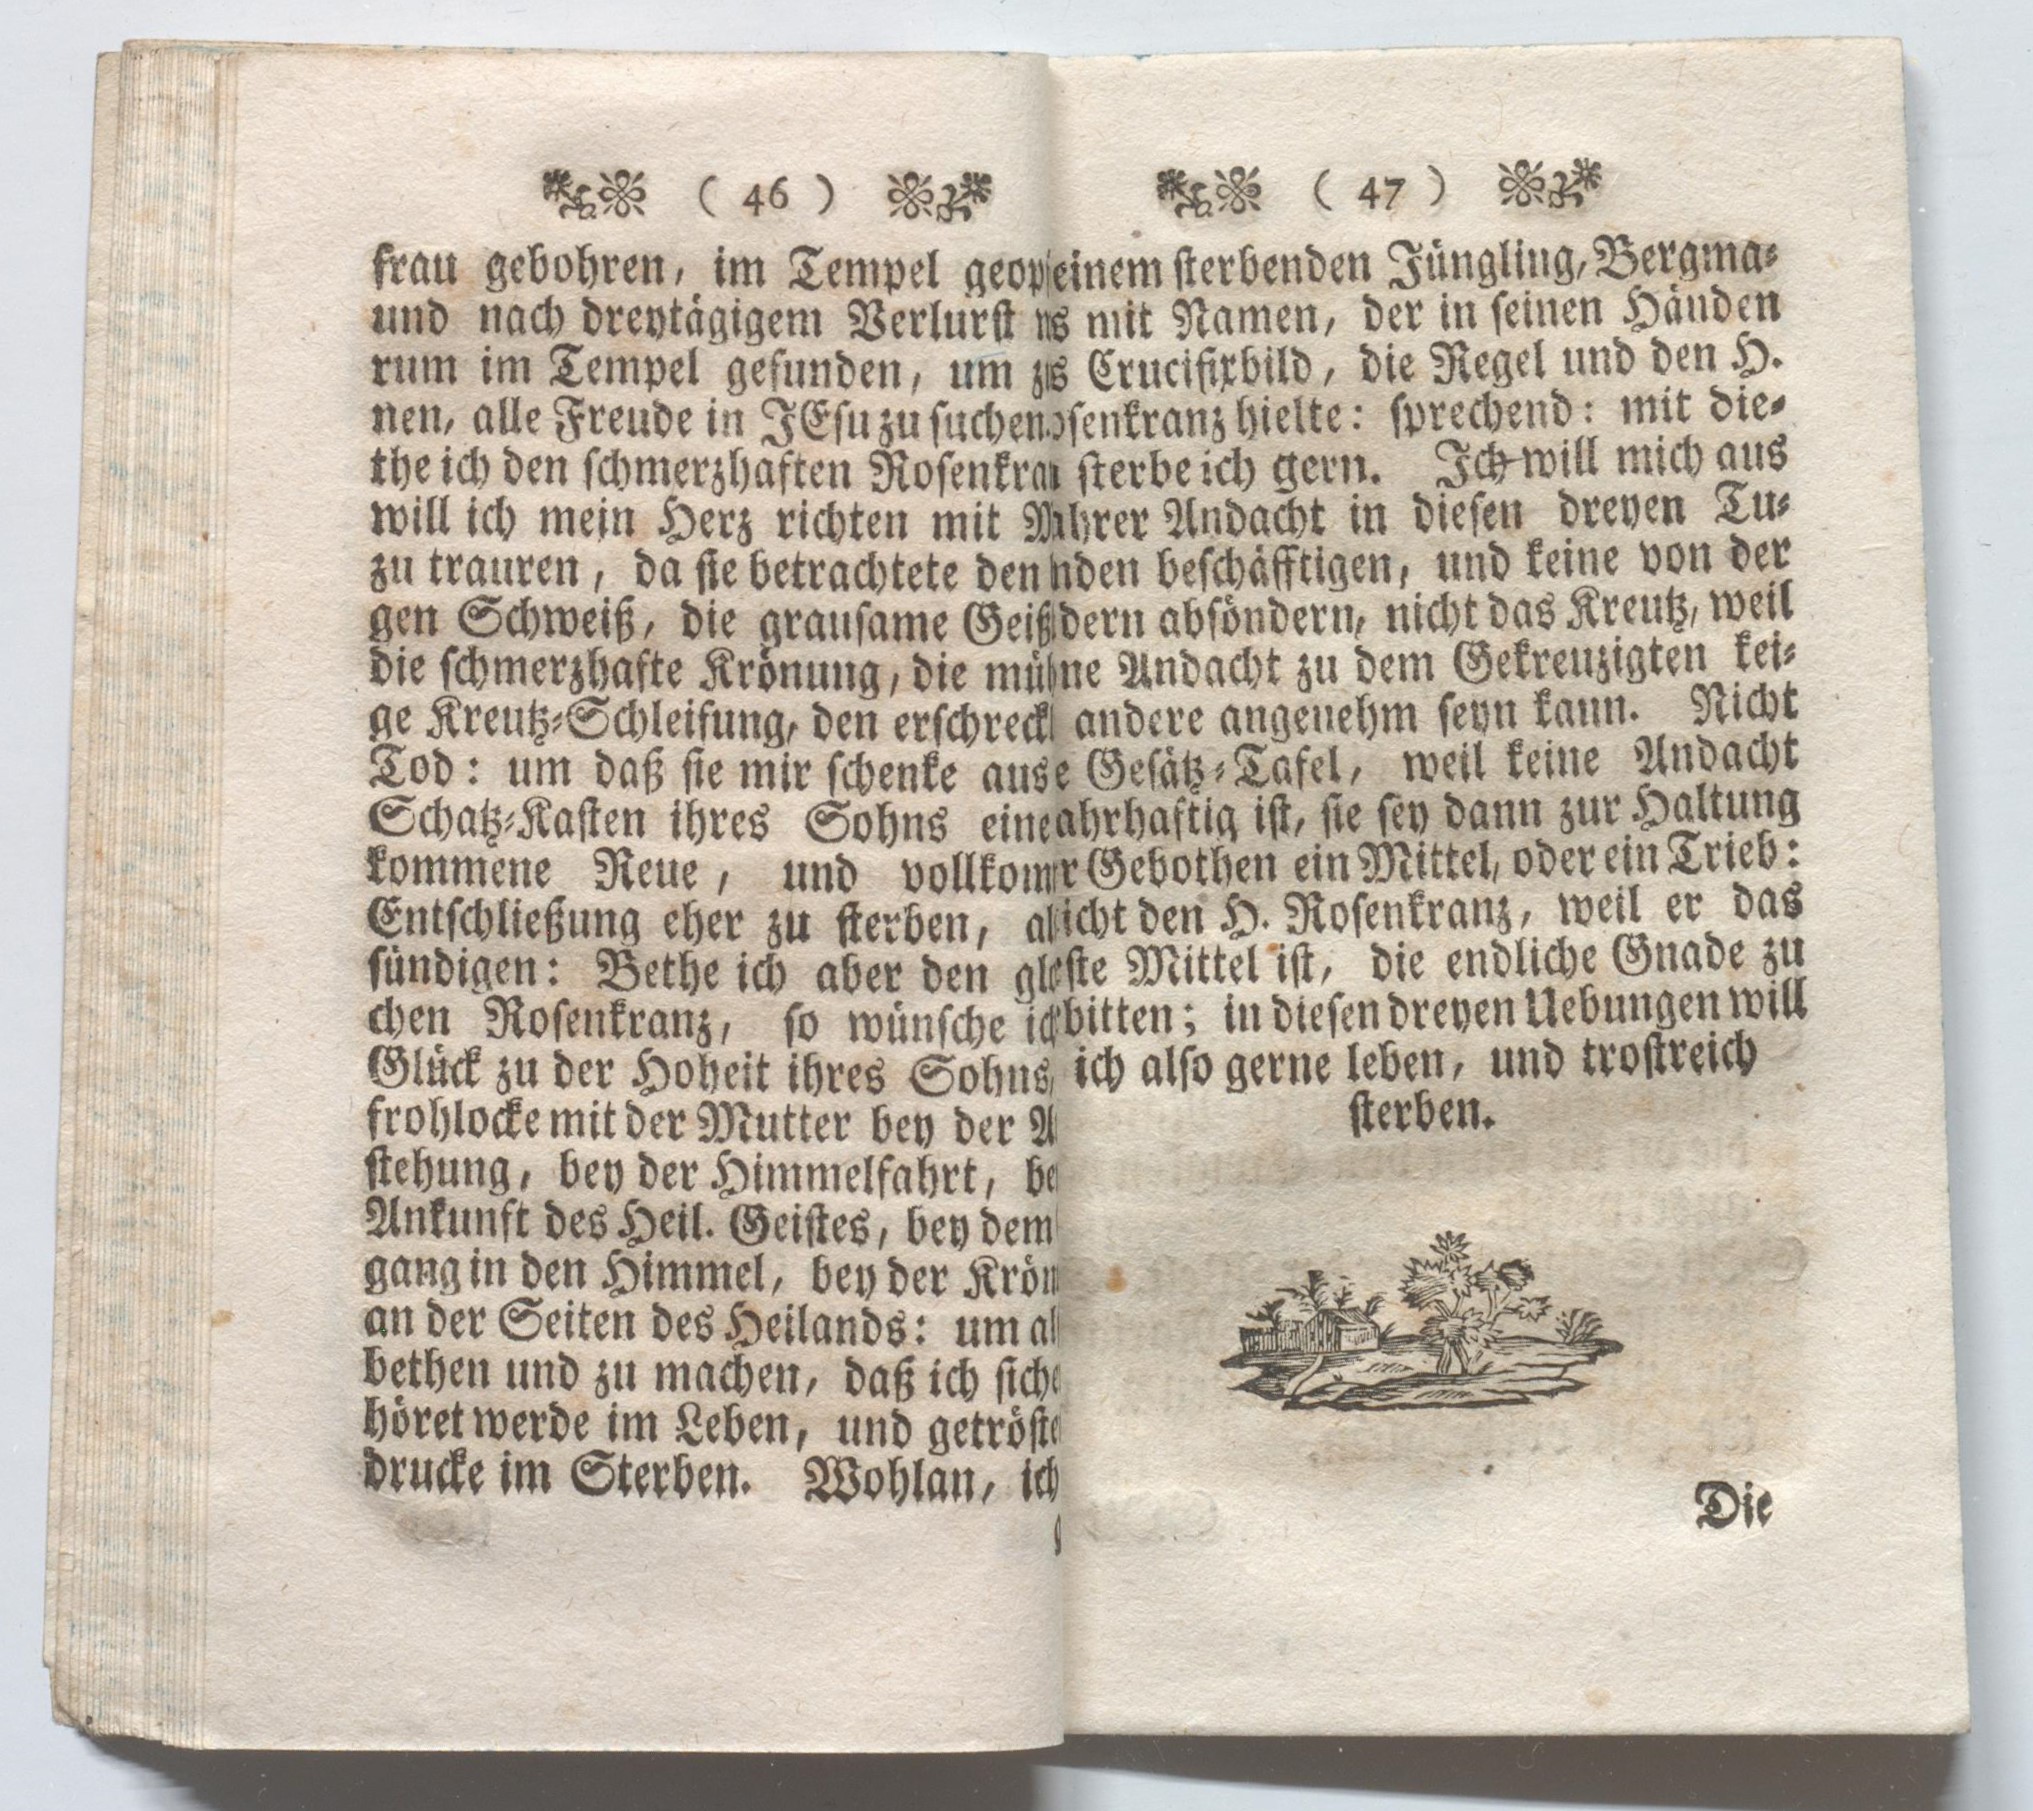 ( 46 )
frau gebohren, im Tempel geop
und nach dreytägigem Verlurst
rum im Tempel gefunden, um
nen, alle Freude in JEsu zu suchen.
the ich den schmerzhaften Rosenkra
will ich mein Herz richten mit
zu trauren, da sie betrachtete den
gen Schweiß, die grausame Geiß
die schmerzhafte Krönung, die mü
ge Kreutz-Schleifung, den erschreckl
Tod: um daß sie mir schenke aus
Schatz-Kasten ihres Sohns eine
kommene Reue, und vollkom
Entschließung eher zu sterben, al
sündigen: Bethe ich aber den glo
chen Rosenkranz, so wünsche ich
Glück zu der Hoheit ihres Sohns,
frohlocke mit der Mutter bey der A
stehung, bey der Himmelfahrt, be
Ankunft des Heil. Geistes, bey dem
gang in den Himmel, bey der Krön
an der Seiten des Heilands: um al
bethen und zu machen, daß ich siche
höret werde im Leben, und getröste
drucke im Sterben. Wohlan, ich
( 47 )
einem sterbenden Jüngling, Bergma-
s mit Namen, der in seinen Händen
s Crucifixbild, die Regel und den H.
osenkranz hielte: sprechend: mit die-
sterbe ich gern. Ich will mich aus
ahrer Andacht in diesen dreyen Tu-
nden beschäfftigen, und keine von der
dern absöndern, nicht das Kreutz, weil
ne Andacht zu dem Gekreuzigten kei-
andere angenehm seyn kann. Nicht
e Gesätz-Tafel, weil keine Andacht
ahrhaftig ist, sie sey dann zur Haltung
r Gebothen ein Mittel, oder ein Trieb:
icht den H. Rosenkranz, weil er das
ste Mittel ist, die endliche Gnade zu
bitten; in diesen dreyen Uebungen will
ich also gerne leben, und trostreich
sterben.
Die